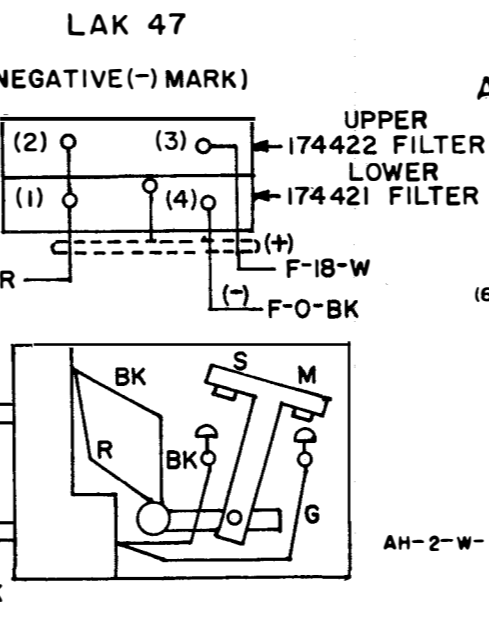 LAK 47
NEGATIVE(-) MARK)
UPPER
(2) (3) 174422 FILTER
LOWER
(1) (4) 174421 FILTER
(+)
R F-18-W
(-) F-0-BK
S
BK M
R BK
G
AH-2-W-